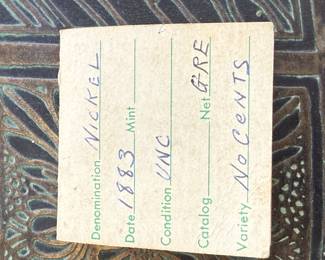 Denomination NICKEL
Date 1883 Mint
Condition UNC
Catalog Net GRE
Variety NO CENTS